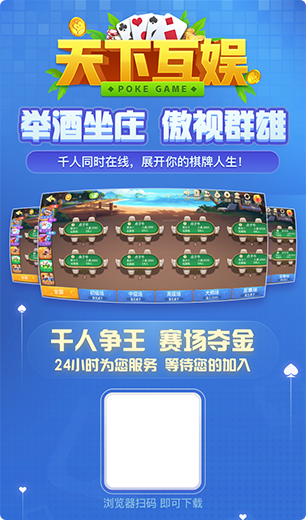 天下互娱
POKE GAME
举酒坐庄 傲视群雄
千人同时在线，展开你的棋牌人生！
千人争王 赛场夺金
24小时为您服务 等待您的加入
浏览器扫码 即可下载